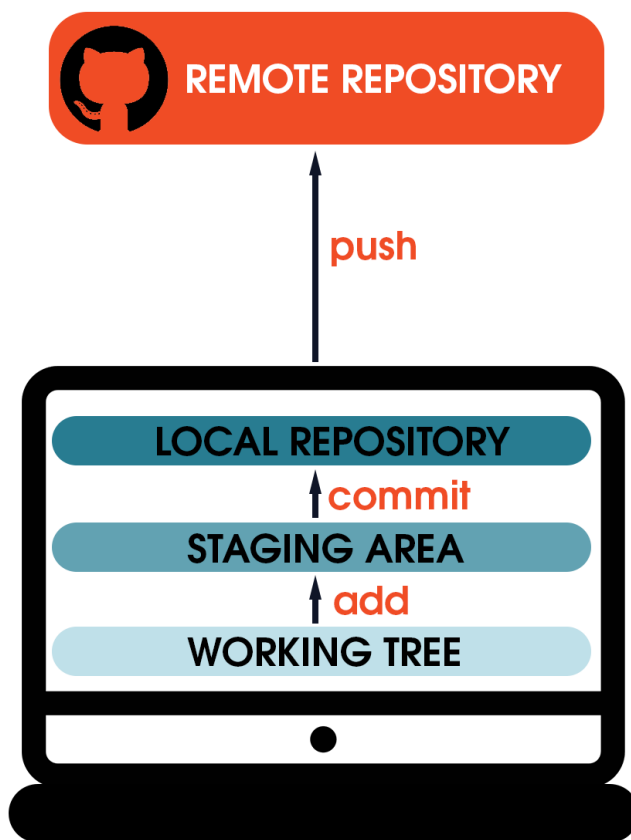 REMOTE REPOSITORY
push
LOCAL REPOSITORY
commit
STAGING AREA
add
WORKING TREE